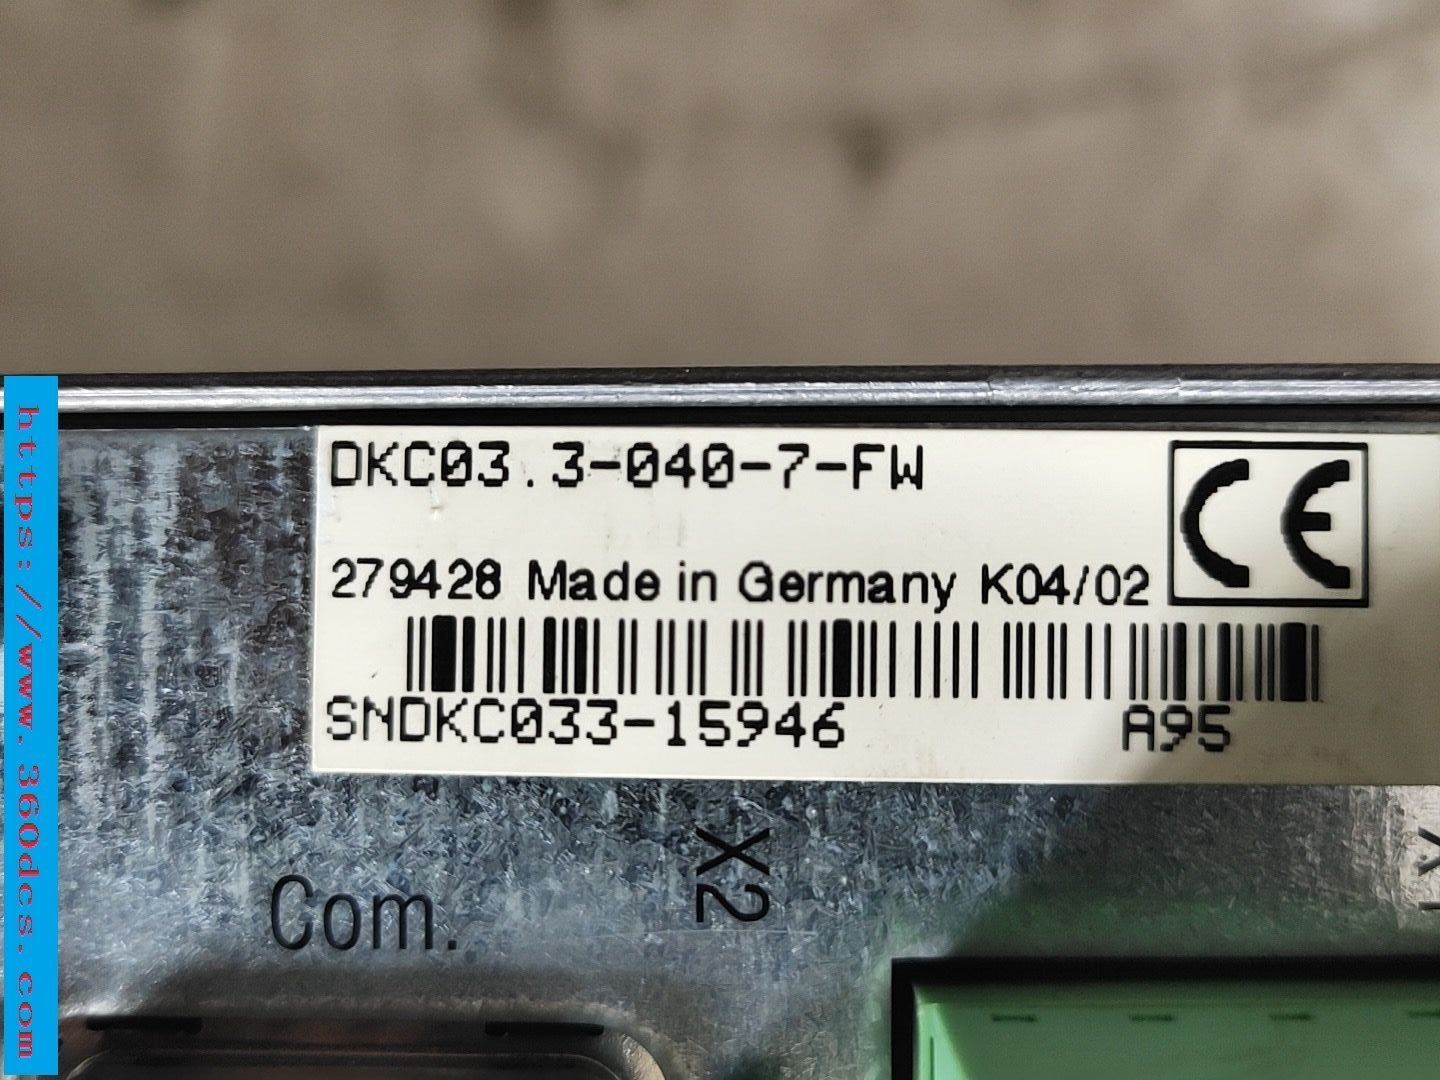 DKC03.3-040-7-FW
CE
279428 Made in Germany K04/02
SNDKC033-15946 A95
Com.
X2
https://www.360dcs.com